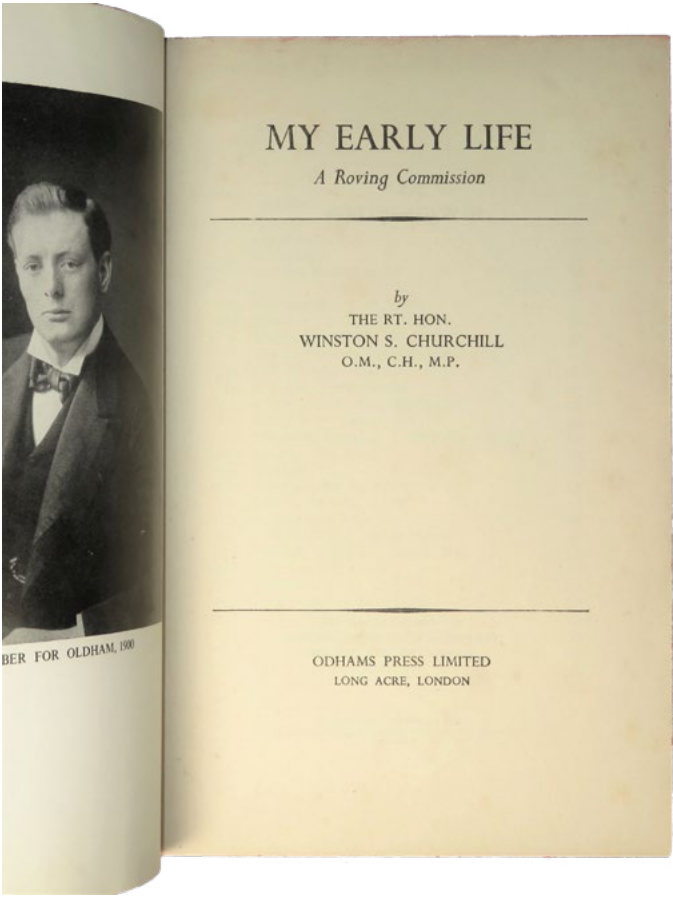 BER FOR OLDHAM, 1900
MY EARLY LIFE
A Roving Commission
by
THE RT. HON.
WINSTON S. CHURCHILL
O.M., C.H., M.P.
ODHAMS PRESS LIMITED
LONG ACRE, LONDON